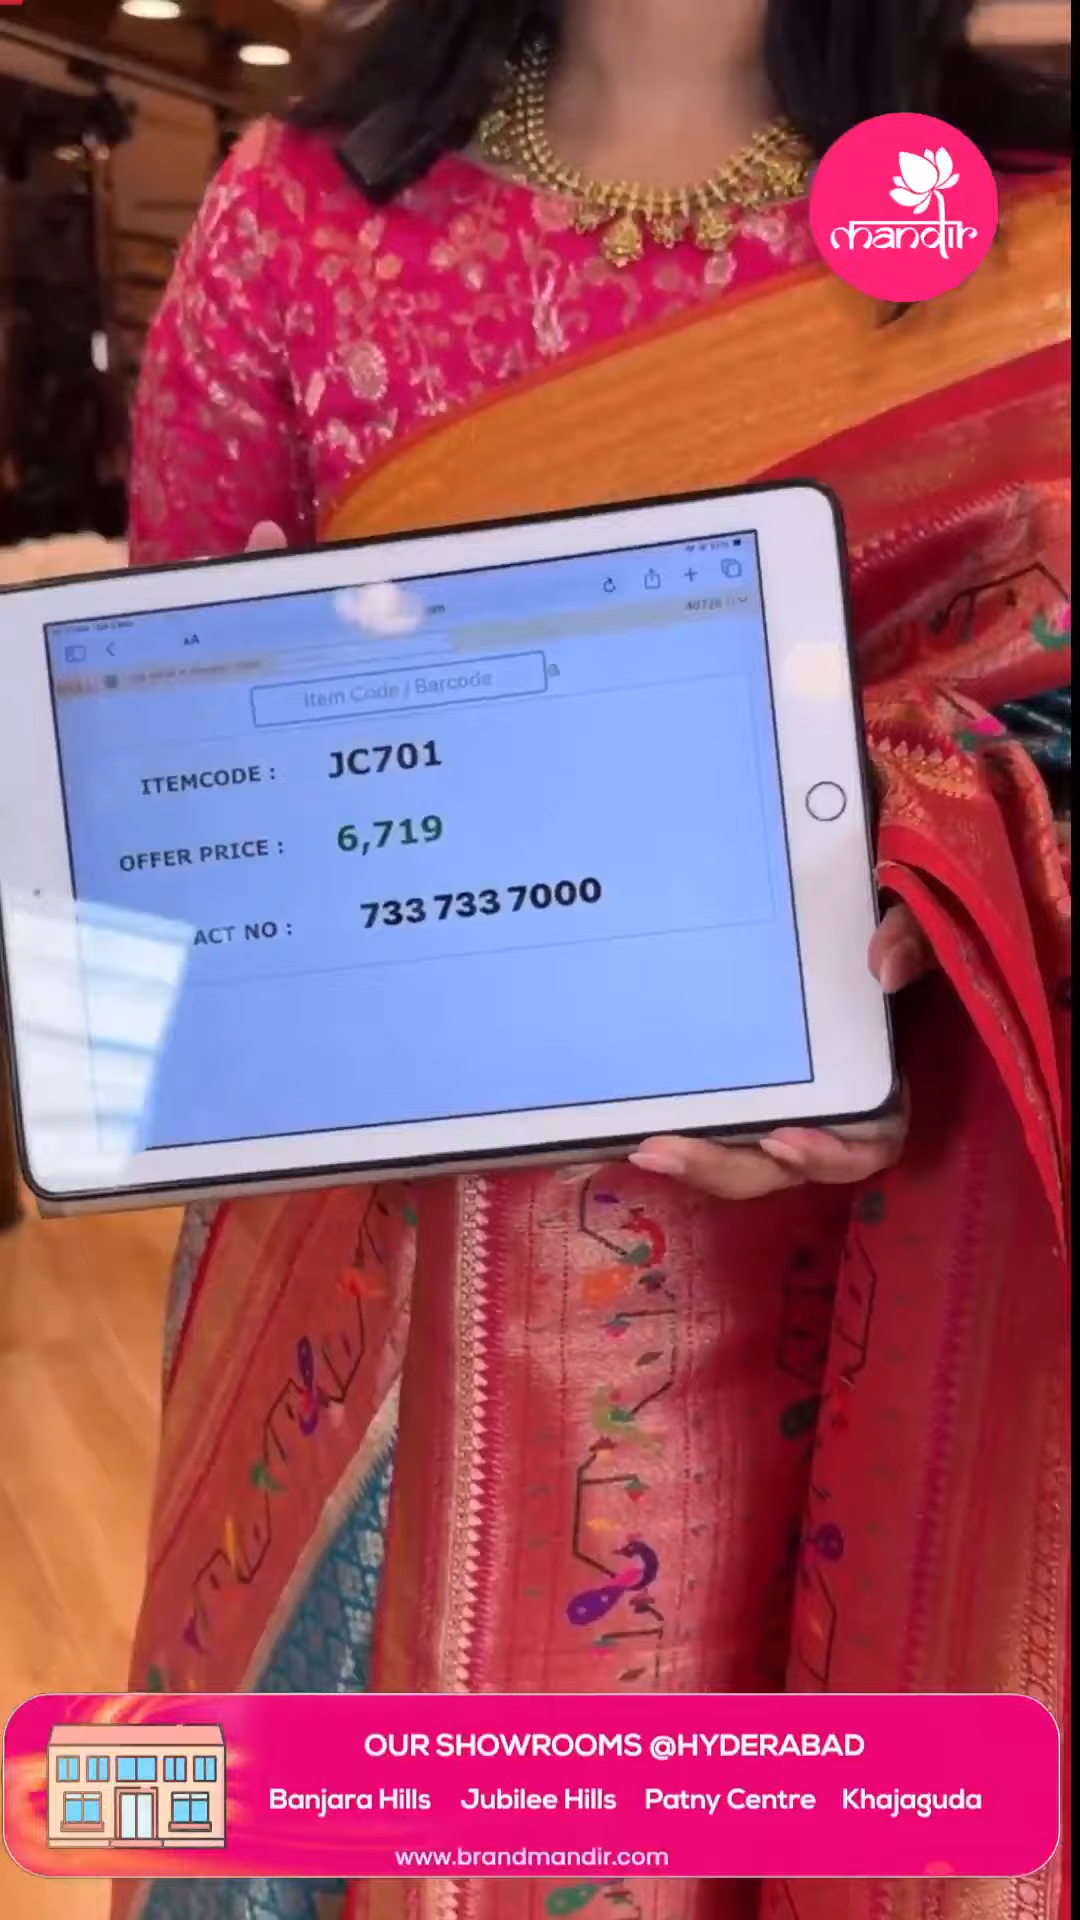 mandir
AA
Item Code / Barcode
ITEMCODE : JC701
OFFER PRICE : 6,719
ACT NO : 733 733 7000
OUR SHOWROOMS @HYDERABAD
Banjara Hills Jubilee Hills Patny Centre Khajaguda
www.brandmandir.com